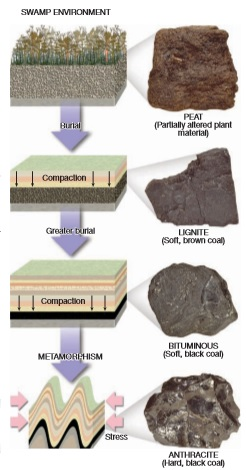 SWAMP ENVIRONMENT
PEAT
(Partially altered plant
material)
Burial
Compaction
LIGNITE
(Soft, brown coal)
Greater burial
Compaction
BITUMINOUS
(Soft, black coal)
METAMORPHISM
Stress
ANTHRACITE
(Hard, black coal)